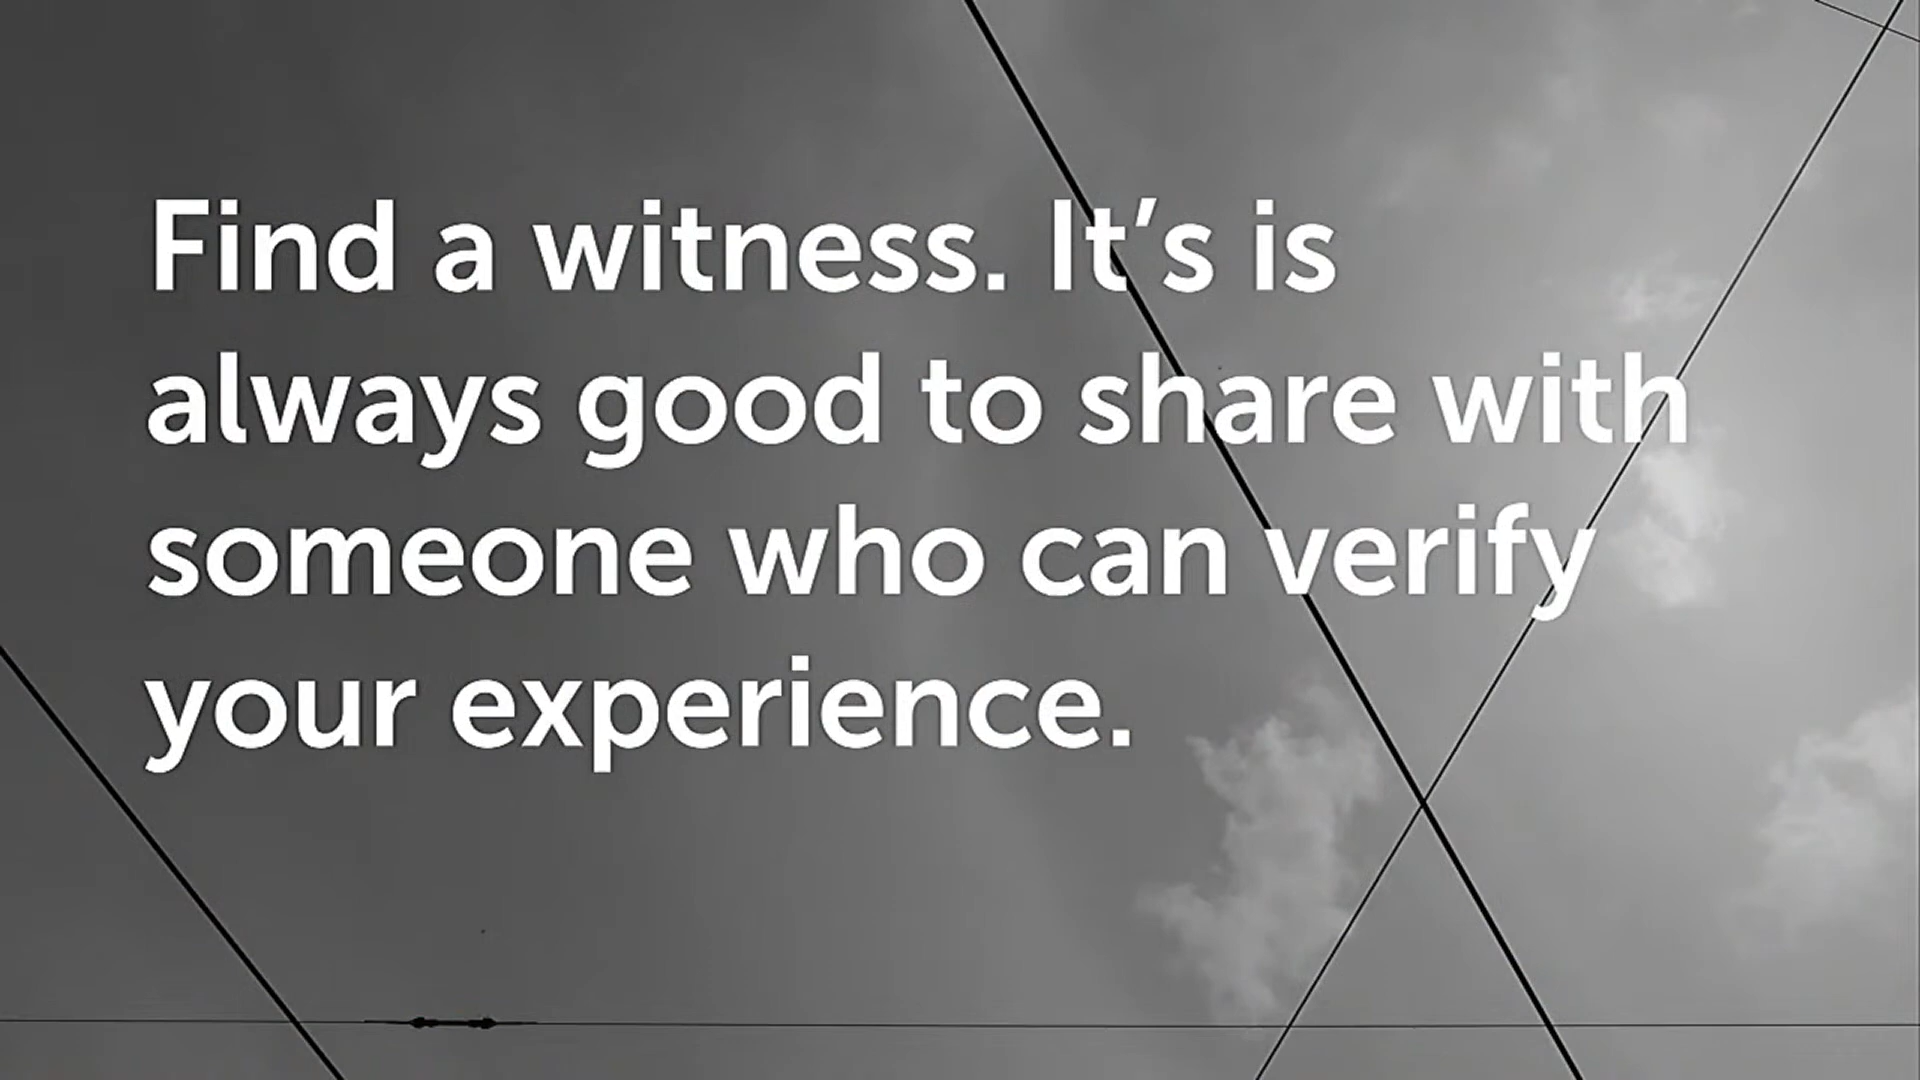 Find a witness. It’s is
always good to share with
someone who can verify
your experience.